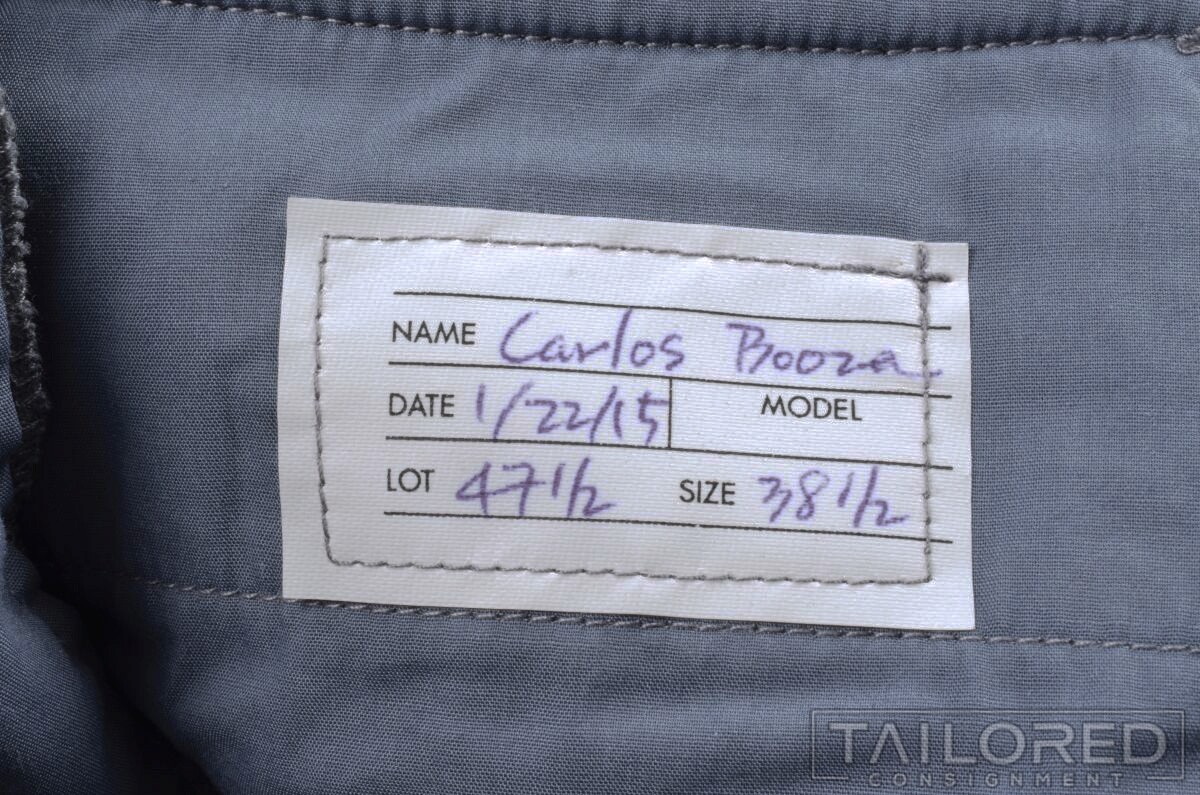 NAME Carlos Booza
DATE 1/22/15 MODEL
LOT 47 1/2 SIZE 38 1/2
TAILORED
CONSIGNMENT